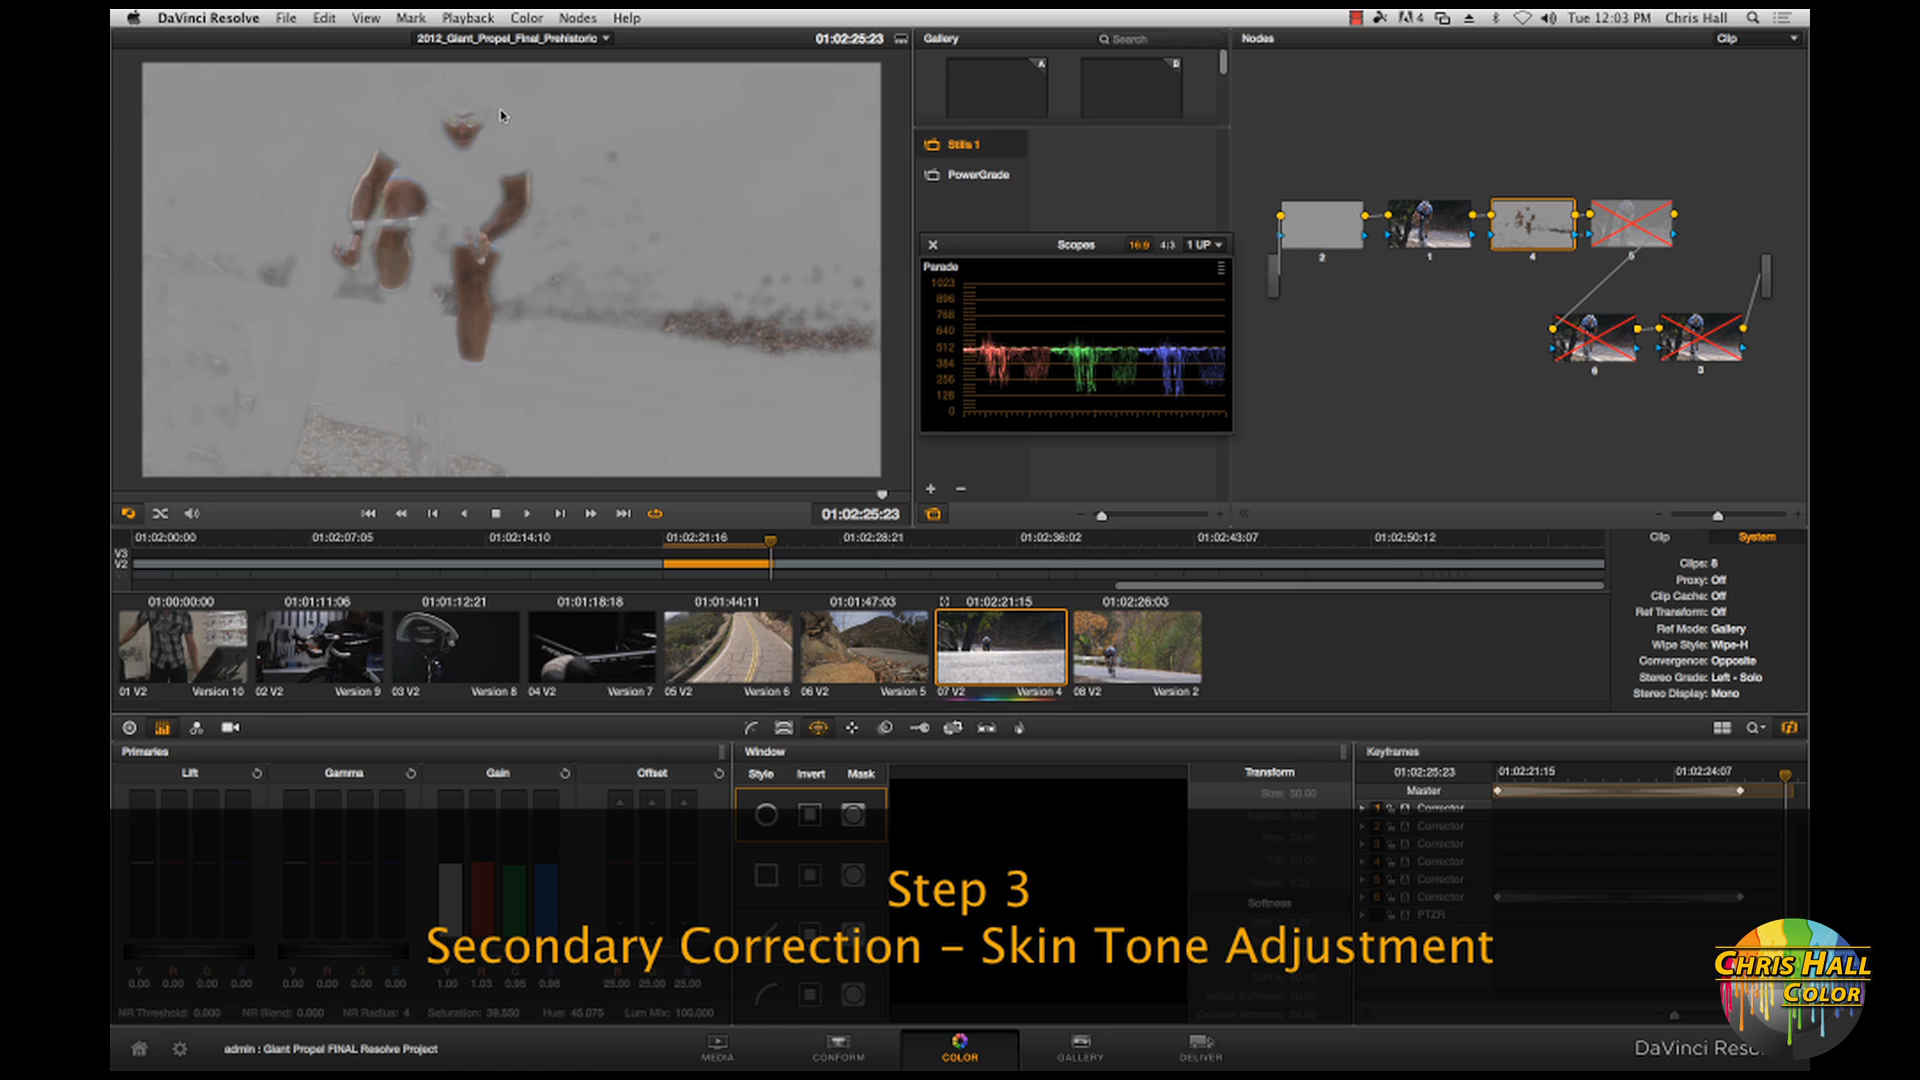 DaVinci Resolve File Edit View Mark Playback Color Nodes Help
4 Tue 12:03 PM Chris Hall
2012_Giant_Propel_Final_Prehistoric 01:02:25:23
Gallery Search
Nodes Clip
A
Stills 1
PowerGrade
Scopes 16:9 4:3 1 UP
Parade
1023
896
768
640
512
384
256
128
0
2 1 4 5
6 3
01:02:25:23
01:02:00:00 01:02:07:05 01:02:14:10 01:02:21:16 01:02:28:21 01:02:36:02 01:02:43:07 01:02:50:12
V3
V2
V1
Clip System
Clips: 8
Proxy: Off
Clip Cache: Off
Ref Transform: Off
Ref Mode: Gallery
Wipe Style: Wipe-H
Convergence: Opposite
Stereo Grade: Left - Solo
Stereo Display: Mono
01:00:00:00 01:01:11:06 01:01:12:21 01:01:18:18 01:01:44:11 01:01:47:03 01:02:21:15 01:02:26:03
01 V2 Version 10 02 V2 Version 9 03 V2 Version 8 04 V2 Version 7 05 V2 Version 6 06 V2 Version 5 07 V2 Version 4 08 V2 Version 2
Primaries
Lift Gamma Gain Offset
Y R G B Y R G B Y R G B Y R G B
0.00 0.00 0.00 0.00 0.00 0.00 0.00 0.00 1.00 1.03 0.95 0.98 25.00 25.00 25.00
NR Threshold: 0.000 NR Blend: 0.000 NR Radius: 4 Saturation: 39.550 Hue: 45.075 Lum Mix: 100.000
Window
Style Invert Mask
Transform
Size: 50.00
Softness
Keyframes
01:02:25:23 01:02:21:15 01:02:24:07
Master
1 Corrector
2 Corrector
3 Corrector
4 Corrector
5 Corrector
6 Corrector
PTZR
Step 3
Secondary Correction – Skin Tone Adjustment
CHRIS HALL
COLOR
admin : Giant Propel FINAL Resolve Project
MEDIA CONFORM COLOR GALLERY DELIVER
DaVinci Reso